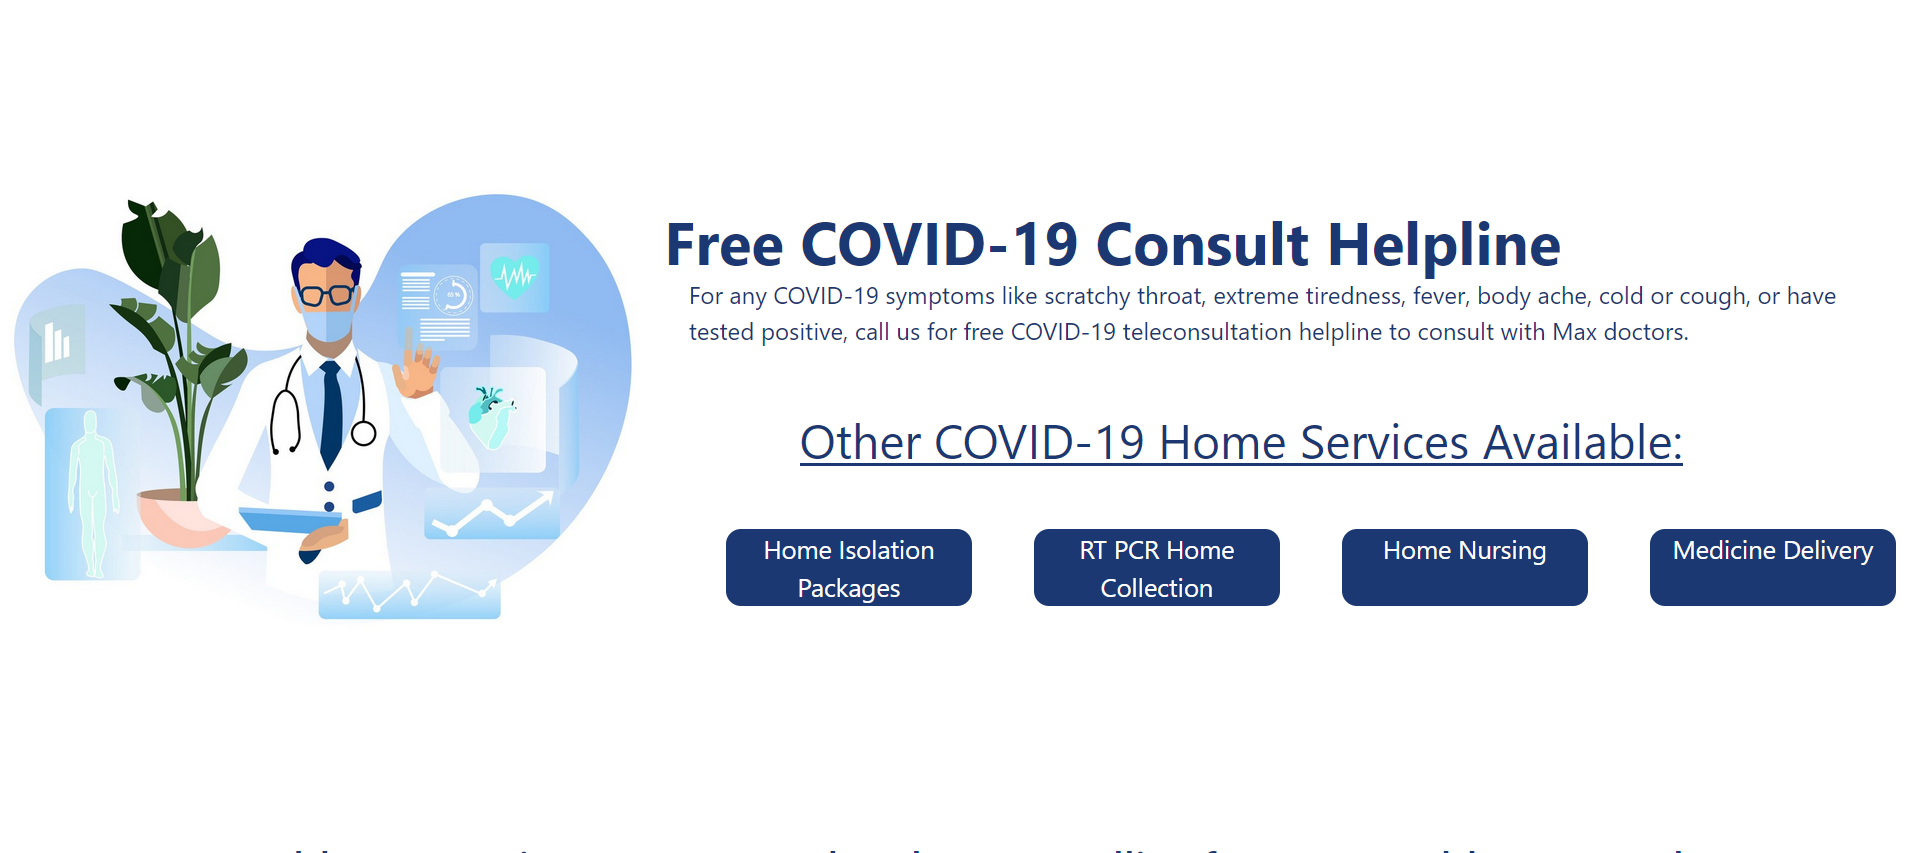 Free COVID-19 Consult Helpline
For any COVID-19 symptoms like scratchy throat, extreme tiredness, fever, body ache, cold or cough, or have
tested positive, call us for free COVID-19 teleconsultation helpline to consult with Max doctors.
Other COVID-19 Home Services Available:
Home Isolation
Packages
RT PCR Home
Collection
Home Nursing
Medicine Delivery